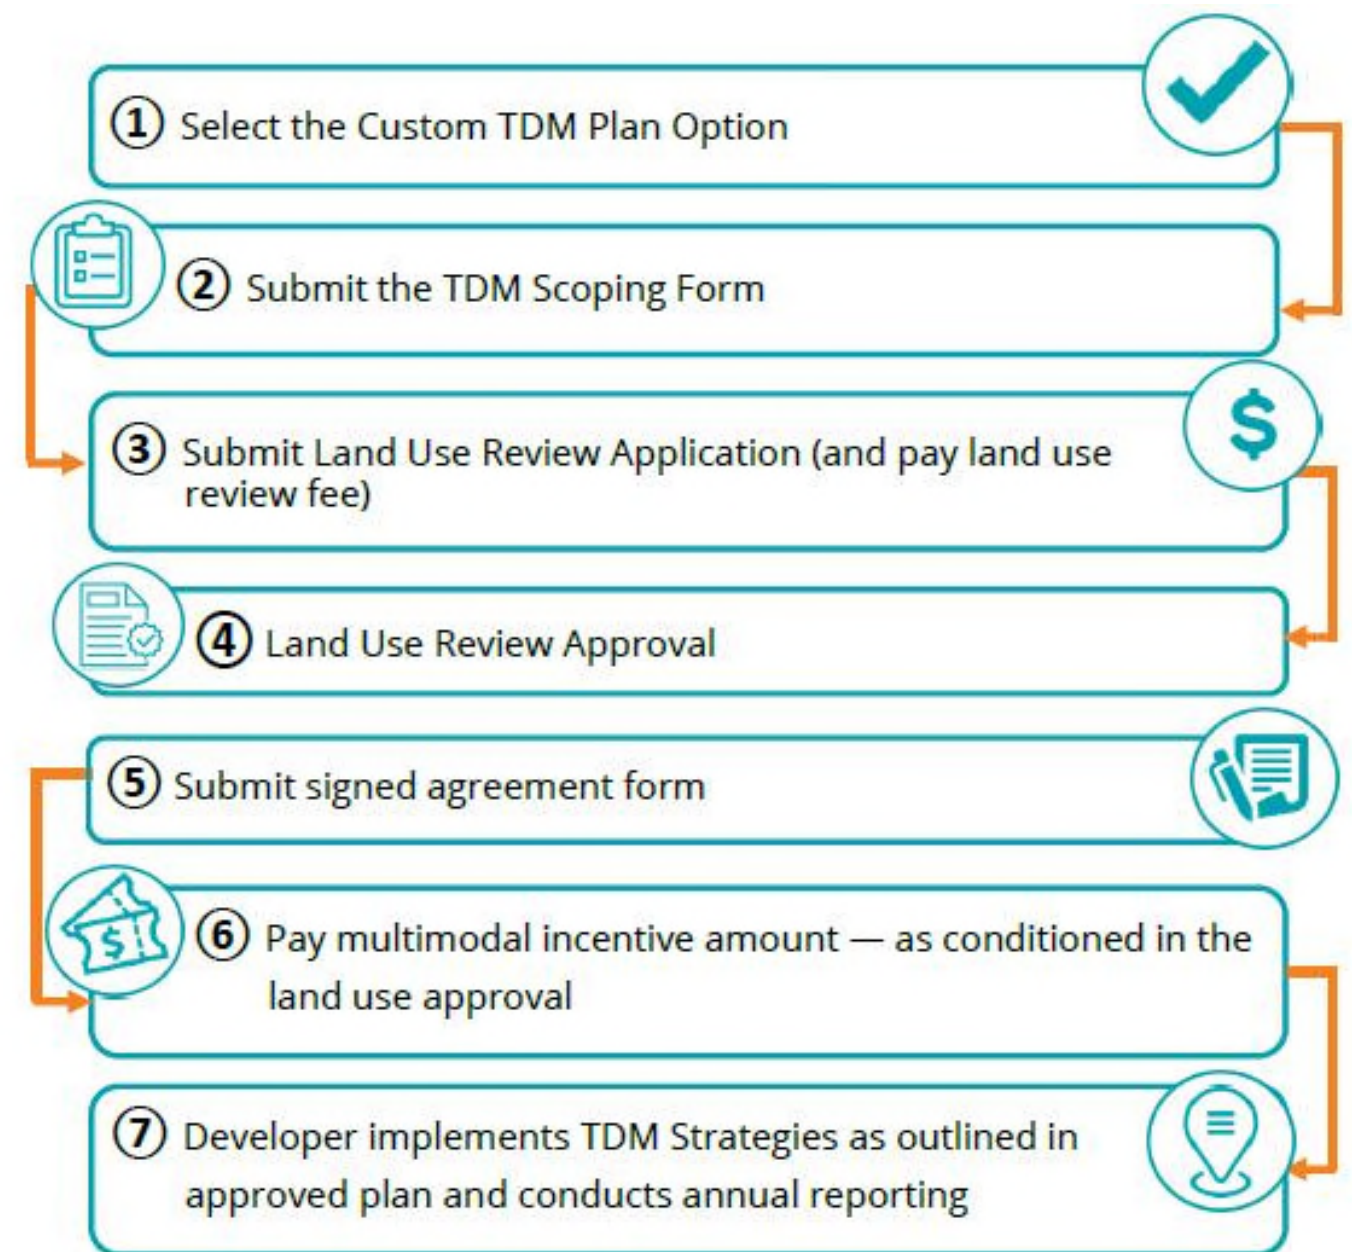 ① Select the Custom TDM Plan Option
② Submit the TDM Scoping Form
③ Submit Land Use Review Application (and pay land use
review fee)
$
④ Land Use Review Approval
⑤ Submit signed agreement form
$
⑥ Pay multimodal incentive amount — as conditioned in the
land use approval
⑦ Developer implements TDM Strategies as outlined in
approved plan and conducts annual reporting